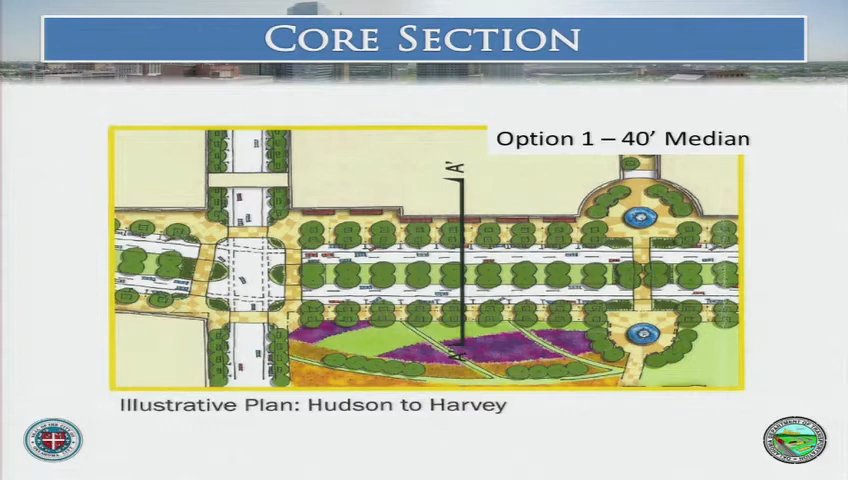 CORE SECTION
Option 1 – 40' Median
A'
A'
Illustrative Plan: Hudson to Harvey